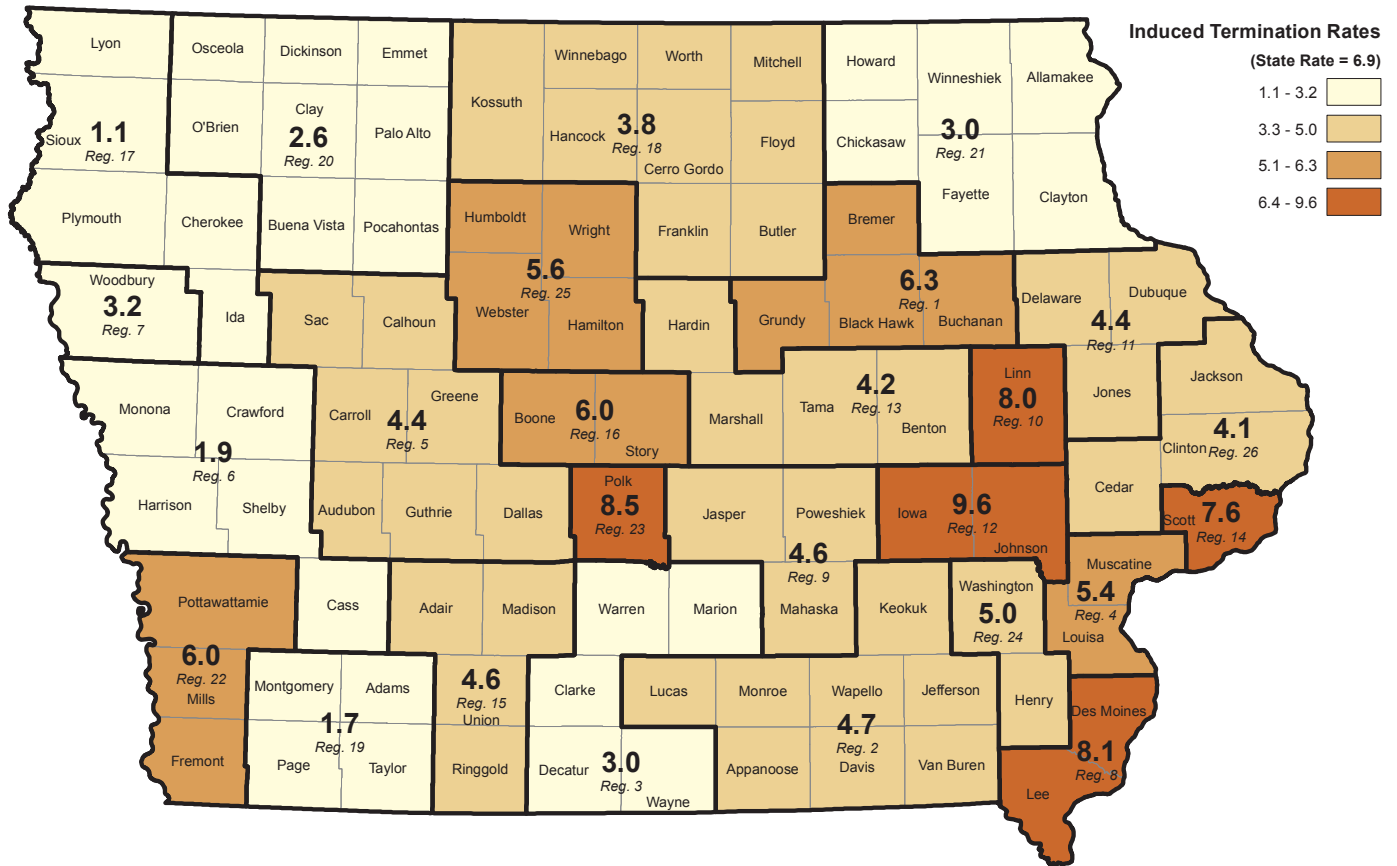 Induced Termination Rates
(State Rate = 6.9)
1.1 - 3.2
3.3 - 5.0
5.1 - 6.3
6.4 - 9.6
Lyon
Osceola
Dickinson
Emmet
Kossuth
Winnebago
Worth
Mitchell
Howard
Winneshiek
Allamakee
Sioux
1.1
Reg. 17
O'Brien
Clay
2.6
Reg. 20
Palo Alto
Hancock
3.8
Reg. 18
Cerro Gordo
Floyd
Chickasaw
3.0
Reg. 21
Fayette
Clayton
Plymouth
Cherokee
Buena Vista
Pocahontas
Humboldt
Wright
Franklin
Butler
Bremer
Woodbury
3.2
Reg. 7
Ida
Sac
Calhoun
5.6
Reg. 25
Webster
Hamilton
Hardin
Grundy
6.3
Reg. 1
Black Hawk
Buchanan
Delaware
Dubuque
4.4
Reg. 11
Jones
Jackson
Monona
Crawford
1.9
Reg. 6
Harrison
Shelby
Carroll
Greene
4.4
Reg. 5
Audubon
Guthrie
Dallas
Boone
6.0
Reg. 16
Story
Marshall
Tama
4.2
Reg. 13
Benton
Linn
8.0
Reg. 10
4.1
Clinton
Reg. 26
Cedar
Polk
8.5
Reg. 23
Jasper
Poweshiek
4.6
Reg. 9
Mahaska
Iowa
9.6
Reg. 12
Johnson
Scott
7.6
Reg. 14
Muscatine
5.4
Reg. 4
Louisa
Pottawattamie
6.0
Reg. 22
Mills
Fremont
Cass
Adair
Madison
Warren
Marion
Keokuk
Washington
5.0
Reg. 24
Montgomery
Adams
1.7
Reg. 19
Page
Taylor
4.6
Reg. 15
Union
Ringgold
Clarke
Decatur
3.0
Reg. 3
Wayne
Lucas
Monroe
Wapello
Jefferson
4.7
Reg. 2
Davis
Appanoose
Van Buren
Henry
Des Moines
8.1
Reg. 8
Lee